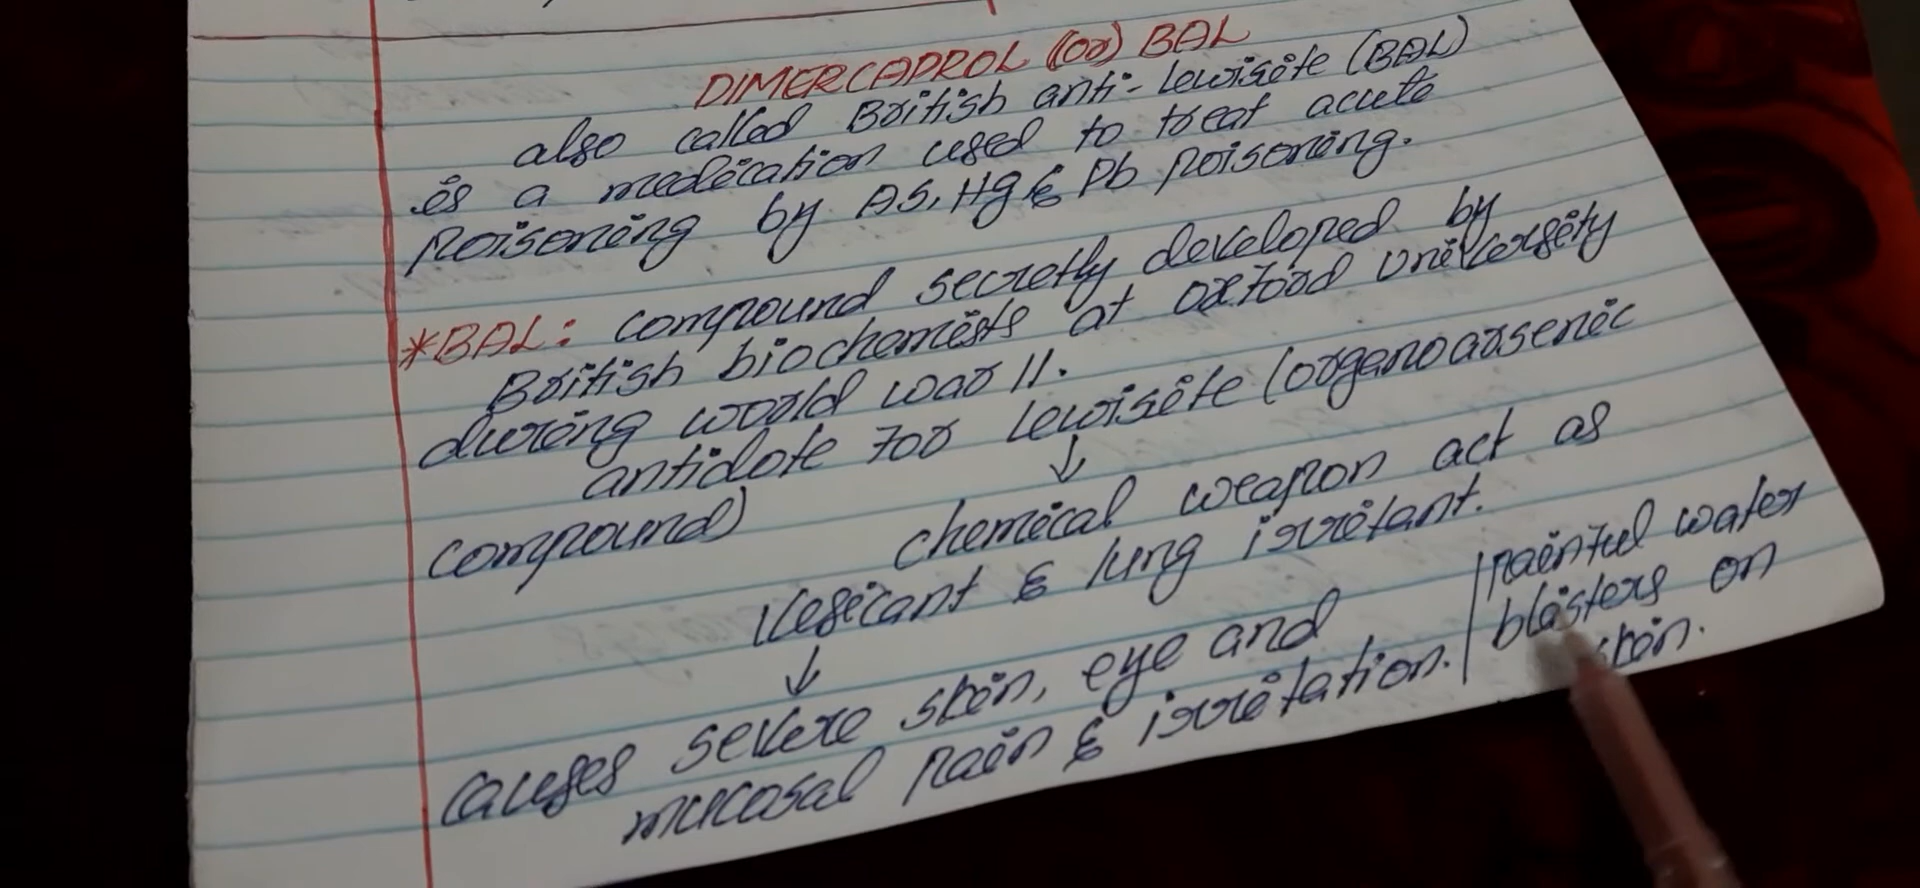 DIMERCAPROL (or) BAL
also called British anti-Lewisite (BAL)
is a medication used to treat acute
poisoning by AS, Hg & Pb poisoning.
*BAL: compound secretly developed by
British biochemists at oxford university
during world war II.
antidote for Lewisite (organoarsenic
compound)
↓
chemical weapon act as
vesicant & lung irritant.
↓
causes severe skin, eye and
mucosal pain & irritation.
painful water
blisters on
skin.